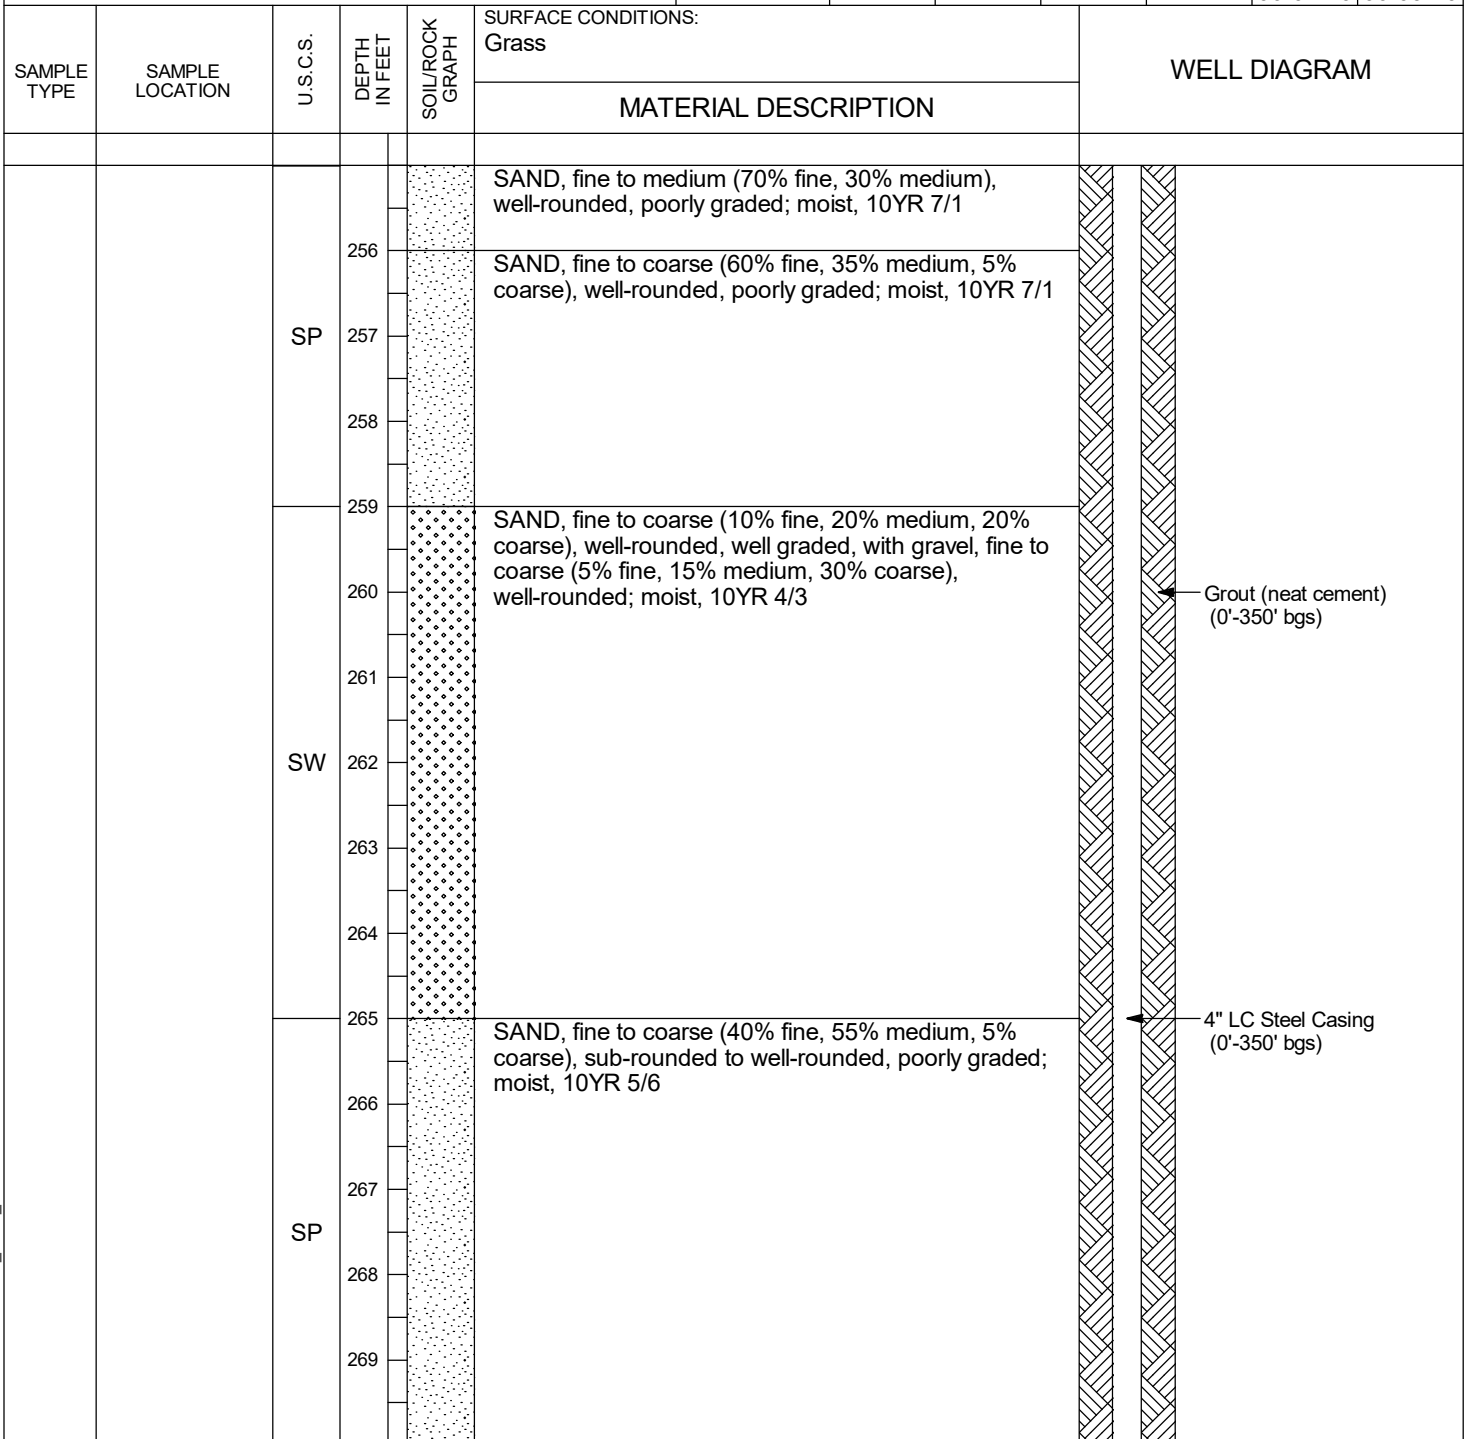 SAMPLE
TYPE
SAMPLE
LOCATION
U.S.C.S.
DEPTH
IN FEET
SOIL/ROCK
GRAPH
SURFACE CONDITIONS:
Grass
MATERIAL DESCRIPTION
WELL DIAGRAM
SAND, fine to medium (70% fine, 30% medium),
well-rounded, poorly graded; moist, 10YR 7/1
256
SAND, fine to coarse (60% fine, 35% medium, 5%
coarse), well-rounded, poorly graded; moist, 10YR 7/1
SP
257
258
259
SAND, fine to coarse (10% fine, 20% medium, 20%
coarse), well-rounded, well graded, with gravel, fine to
coarse (5% fine, 15% medium, 30% coarse),
well-rounded; moist, 10YR 4/3
260
Grout (neat cement)
(0'-350' bgs)
261
SW
262
263
264
265
SAND, fine to coarse (40% fine, 55% medium, 5%
coarse), sub-rounded to well-rounded, poorly graded;
moist, 10YR 5/6
4" LC Steel Casing
(0'-350' bgs)
266
267
SP
268
269